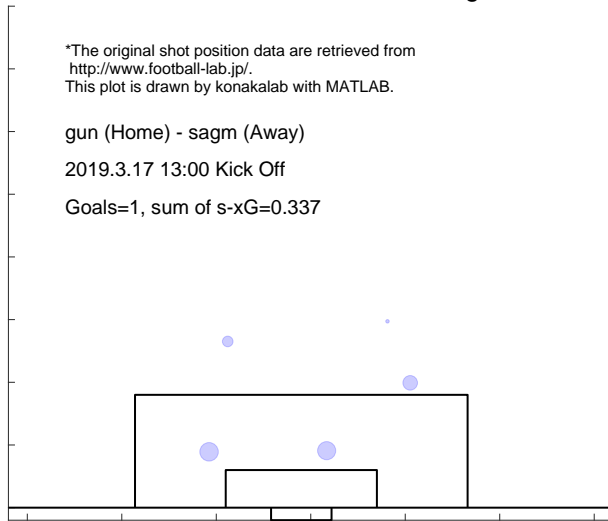 *The original shot position data are retrieved from
http://www.football-lab.jp/.
This plot is drawn by konakalab with MATLAB.
gun (Home) - sagm (Away)
2019.3.17 13:00 Kick Off
Goals=1, sum of s-xG=0.337